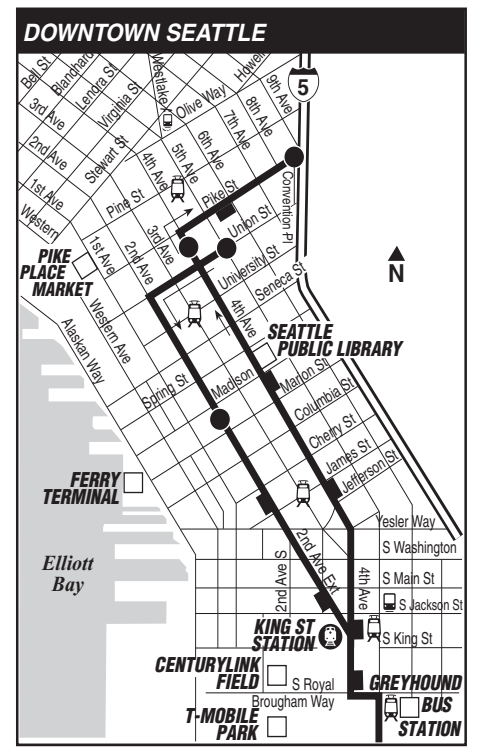 DOWNTOWN SEATTLE
Bell St
Blanchard
Lendra St
Virginia St
Westlake
Olive Way
Howell
9th Ave
5
8th Ave
7th Ave
6th Ave
5th Ave
4th Ave
3rd Ave
2nd Ave
1st Ave
Western
Stewart St
Pine St
Pike St
Union St
Convention Pl
3rd Ave
2nd Ave
1st Ave
University St
Seneca St
N
PIKE
PLACE
MARKET
Western Ave
Alaskan Way
4th Ave
SEATTLE
PUBLIC LIBRARY
Spring St
Madison
Marion St
Columbia St
Cherry St
James St
Jefferson St
FERRY
TERMINAL
Yesler Way
S Washington
Elliott
Bay
2nd Ave S
2nd Ave Ext
4th Ave
S Main St
S Jackson St
KING ST
STATION
S King St
CENTURYLINK
FIELD
S Royal
Brougham Way
GREYHOUND
BUS
STATION
T-MOBILE
PARK